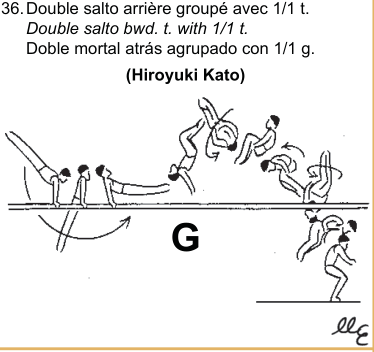 36. Double salto arrière groupé avec 1/1 t.
Double salto bwd. t. with 1/1 t.
Doble mortal atrás agrupado con 1/1 g.
(Hiroyuki Kato)
G